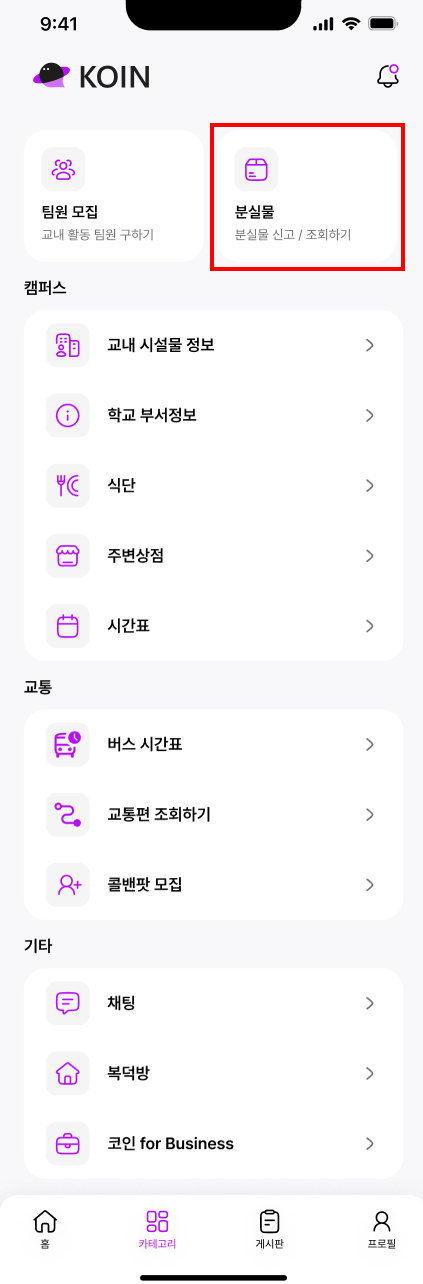 9:41
KOIN
팀원 모집
교내 활동 팀원 구하기
분실물
분실물 신고 / 조회하기
캠퍼스
교내 시설물 정보
학교 부서정보
식단
주변상점
시간표
교통
버스 시간표
교통편 조회하기
콜밴팟 모집
기타
채팅
복덕방
코인 for Business
홈
카테고리
게시판
프로필